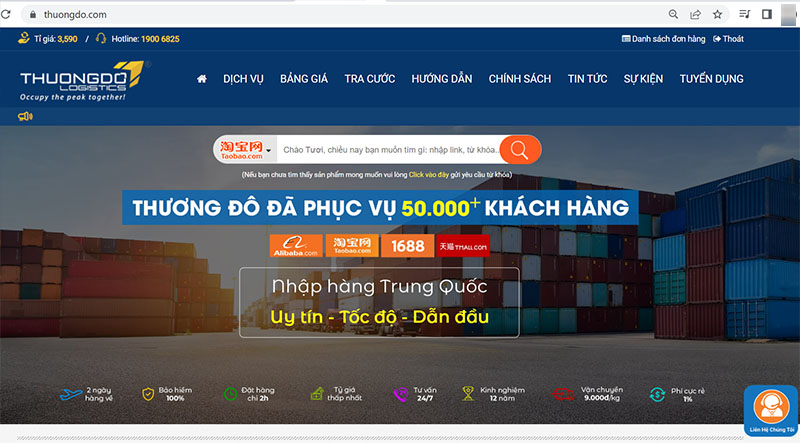 thuongdo.com
Tỉ giá: 3,590 / Hotline: 1900 6825
Danh sách đơn hàng Thoát
THUONGDO
LOGISTICS
Occupy the peak together!
DỊCH VỤ BẢNG GIÁ TRA CƯỚC HƯỚNG DẪN CHÍNH SÁCH TIN TỨC SỰ KIỆN TUYỂN DỤNG
淘宝网
Taobao.com
Chào Tươi, chiều nay bạn muốn tìm gì: nhập link, từ khóa...
(Nếu bạn chưa tìm thấy sản phẩm mong muốn vui lòng Click vào đây gửi yêu cầu từ khóa)
THƯƠNG ĐÔ ĐÃ PHỤC VỤ 50.000+ KHÁCH HÀNG
Alibaba.com
淘宝网
Taobao.com
1688
天猫 TMALL.COM
Nhập hàng Trung Quốc
Uy tín - Tốc độ - Dẫn đầu
2 ngày
hàng về
Bảo hiểm
100%
Đặt hàng
chỉ 2h
Tỷ giá
thấp nhất
Tư vấn
24/7
Kinh nghiệm
12 năm
Vận chuyển
9.000đ/kg
Phí cực rẻ
1%
Liên Hệ Chúng Tôi